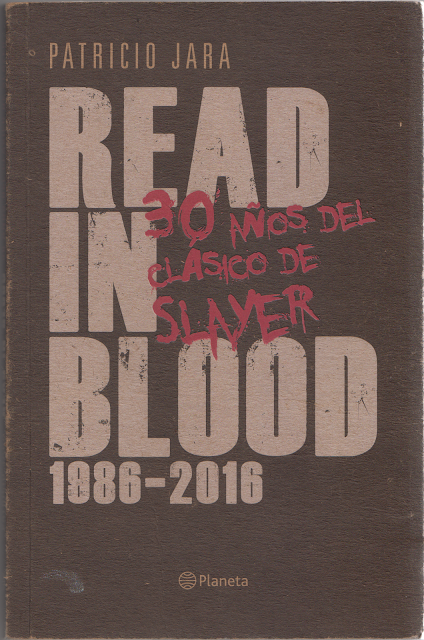 PATRICIO JARA
READ
IN
BLOOD
30 AÑOS DEL
CLÁSICO DE
SLAYER
1986-2016
Planeta